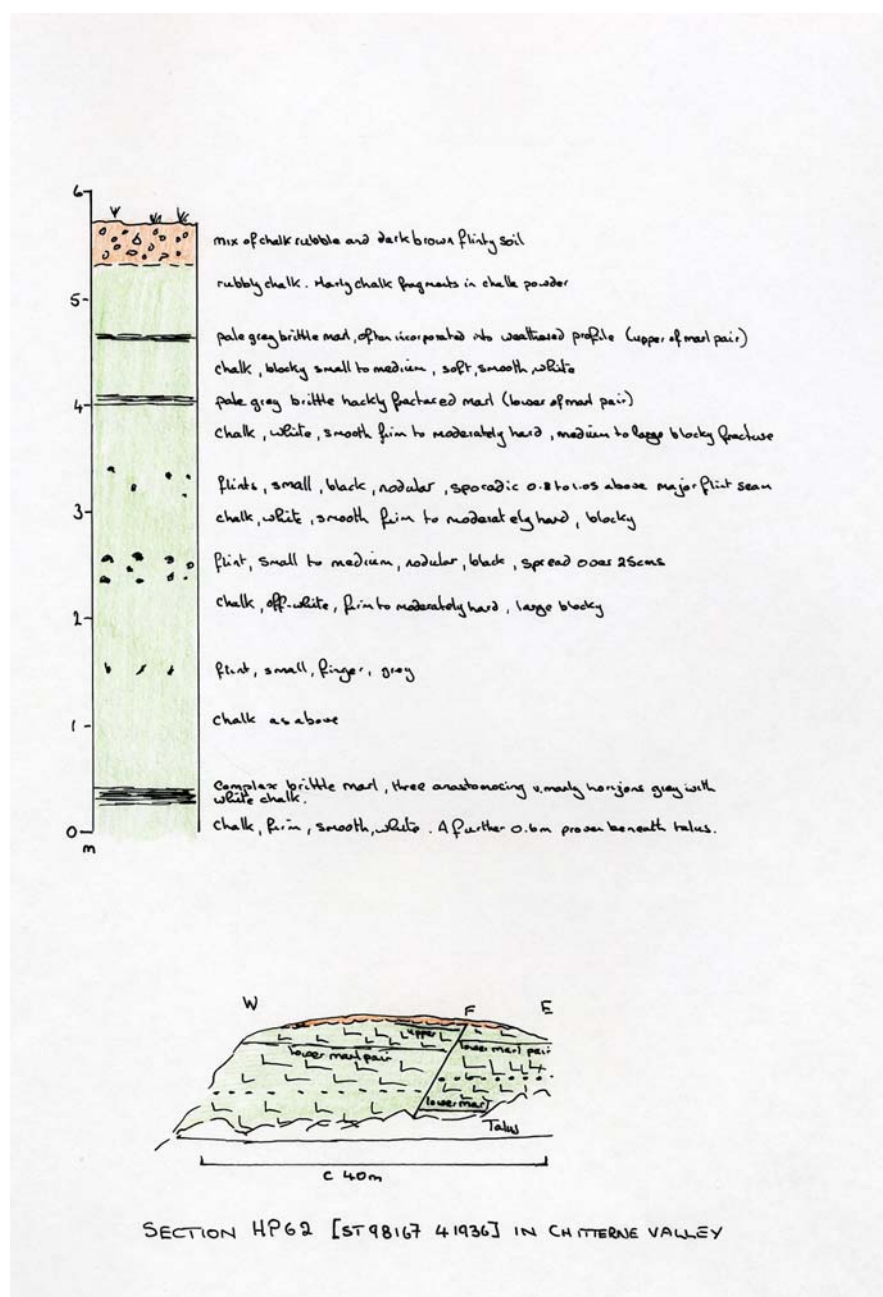 6
mix of chalk rubble and dark brown flinty soil
rubbly chalk. Marly chalk fragments in chalk powder
5
pale grey brittle marl, often incorporated into weathered profile (upper of marl pair)
chalk, blocky small to medium, soft, smooth, white
4
pale grey brittle hackly fractured marl (lower of marl pair)
chalk, white, smooth firm to moderately hard, medium to large blocky fracture
flints, small, black, nodular, sporadic 0.8 to 1.05 above major flint seam
3
chalk, white, smooth firm to moderately hard, blocky
flint, small to medium, nodular, black, spread over 25cms
chalk, off-white, firm to moderately hard, large blocky
2
flint, small, finger, grey
1
chalk as above
Complex brittle marl, three anastomosing v. marly horizons grey with
white chalk.
0
Chalk, firm, smooth, white. A further 0.6m proven beneath talus.
m
W F E
upper
lower marl pair
lower marl pair
lower marl
Talus
c 40m
SECTION HP62 [ST 98167 41936] IN CHITTERNE VALLEY